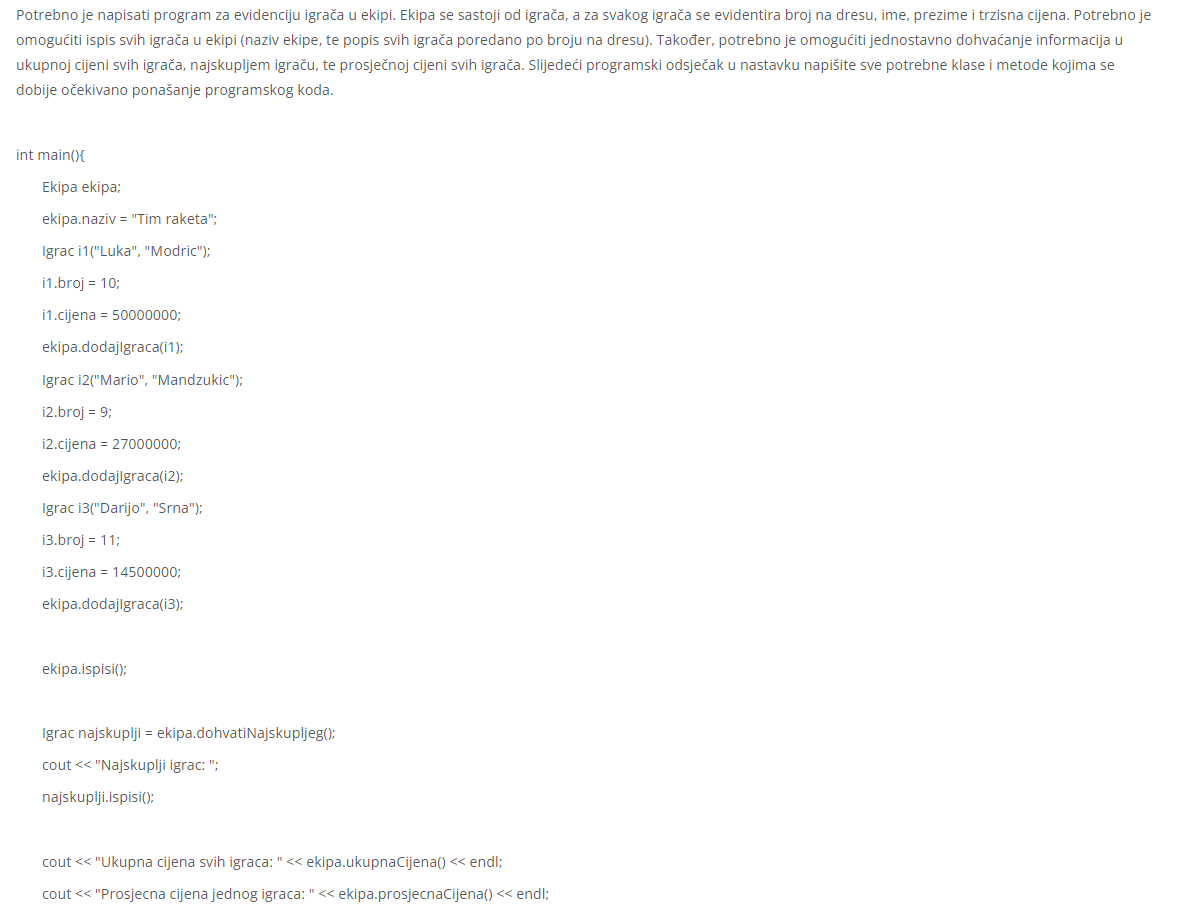 Potrebno je napisati program za evidenciju igrača u ekipi. Ekipa se sastoji od igrača, a za svakog igrača se evidentira broj na dresu, ime, prezime i trzisna cijena. Potrebno je
omogućiti ispis svih igrača u ekipi (naziv ekipe, te popis svih igrača poredano po broju na dresu). Također, potrebno je omogućiti jednostavno dohvaćanje informacija u
ukupnoj cijeni svih igrača, najskupljem igraču, te prosječnoj cijeni svih igrača. Slijedeći programski odsječak u nastavku napišite sve potrebne klase i metode kojima se
dobije očekivano ponašanje programskog koda.
int main(){
Ekipa ekipa;
ekipa.naziv = "Tim raketa";
Igrac i1("Luka", "Modric");
i1.broj = 10;
i1.cijena = 50000000;
ekipa.dodajIgraca(i1);
Igrac i2("Mario", "Mandzukic");
i2.broj = 9;
i2.cijena = 27000000;
ekipa.dodajIgraca(i2);
Igrac i3("Darijo", "Srna");
i3.broj = 11;
i3.cijena = 14500000;
ekipa.dodajIgraca(i3);
ekipa.ispisi();
Igrac najskuplji = ekipa.dohvatiNajskupljeg();
cout << "Najskuplji igrac: ";
najskuplji.ispisi();
cout << "Ukupna cijena svih igraca: " << ekipa.ukupnaCijena() << endl;
cout << "Prosjecna cijena jednog igraca: " << ekipa.prosjecnaCijena() << endl;